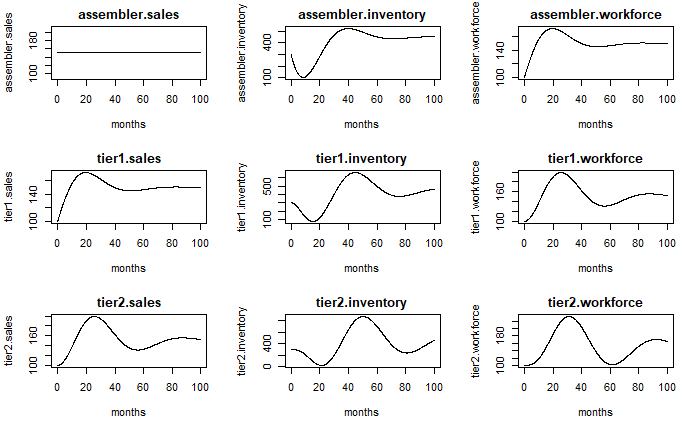 assembler.sales
assembler.sales
100
140
180
0 20 40 60 80 100
months
assembler.inventory
assembler.inventory
100
400
0 20 40 60 80 100
months
assembler.workforce
assembler.workforce
100
140
0 20 40 60 80 100
months
tier1.sales
tier1.sales
100
140
0 20 40 60 80 100
months
tier1.inventory
tier1.inventory
100
500
0 20 40 60 80 100
months
tier1.workforce
tier1.workforce
100
160
0 20 40 60 80 100
months
tier2.sales
tier2.sales
100
160
0 20 40 60 80 100
months
tier2.inventory
tier2.inventory
0
400
0 20 40 60 80 100
months
tier2.workforce
tier2.workforce
100
180
0 20 40 60 80 100
months